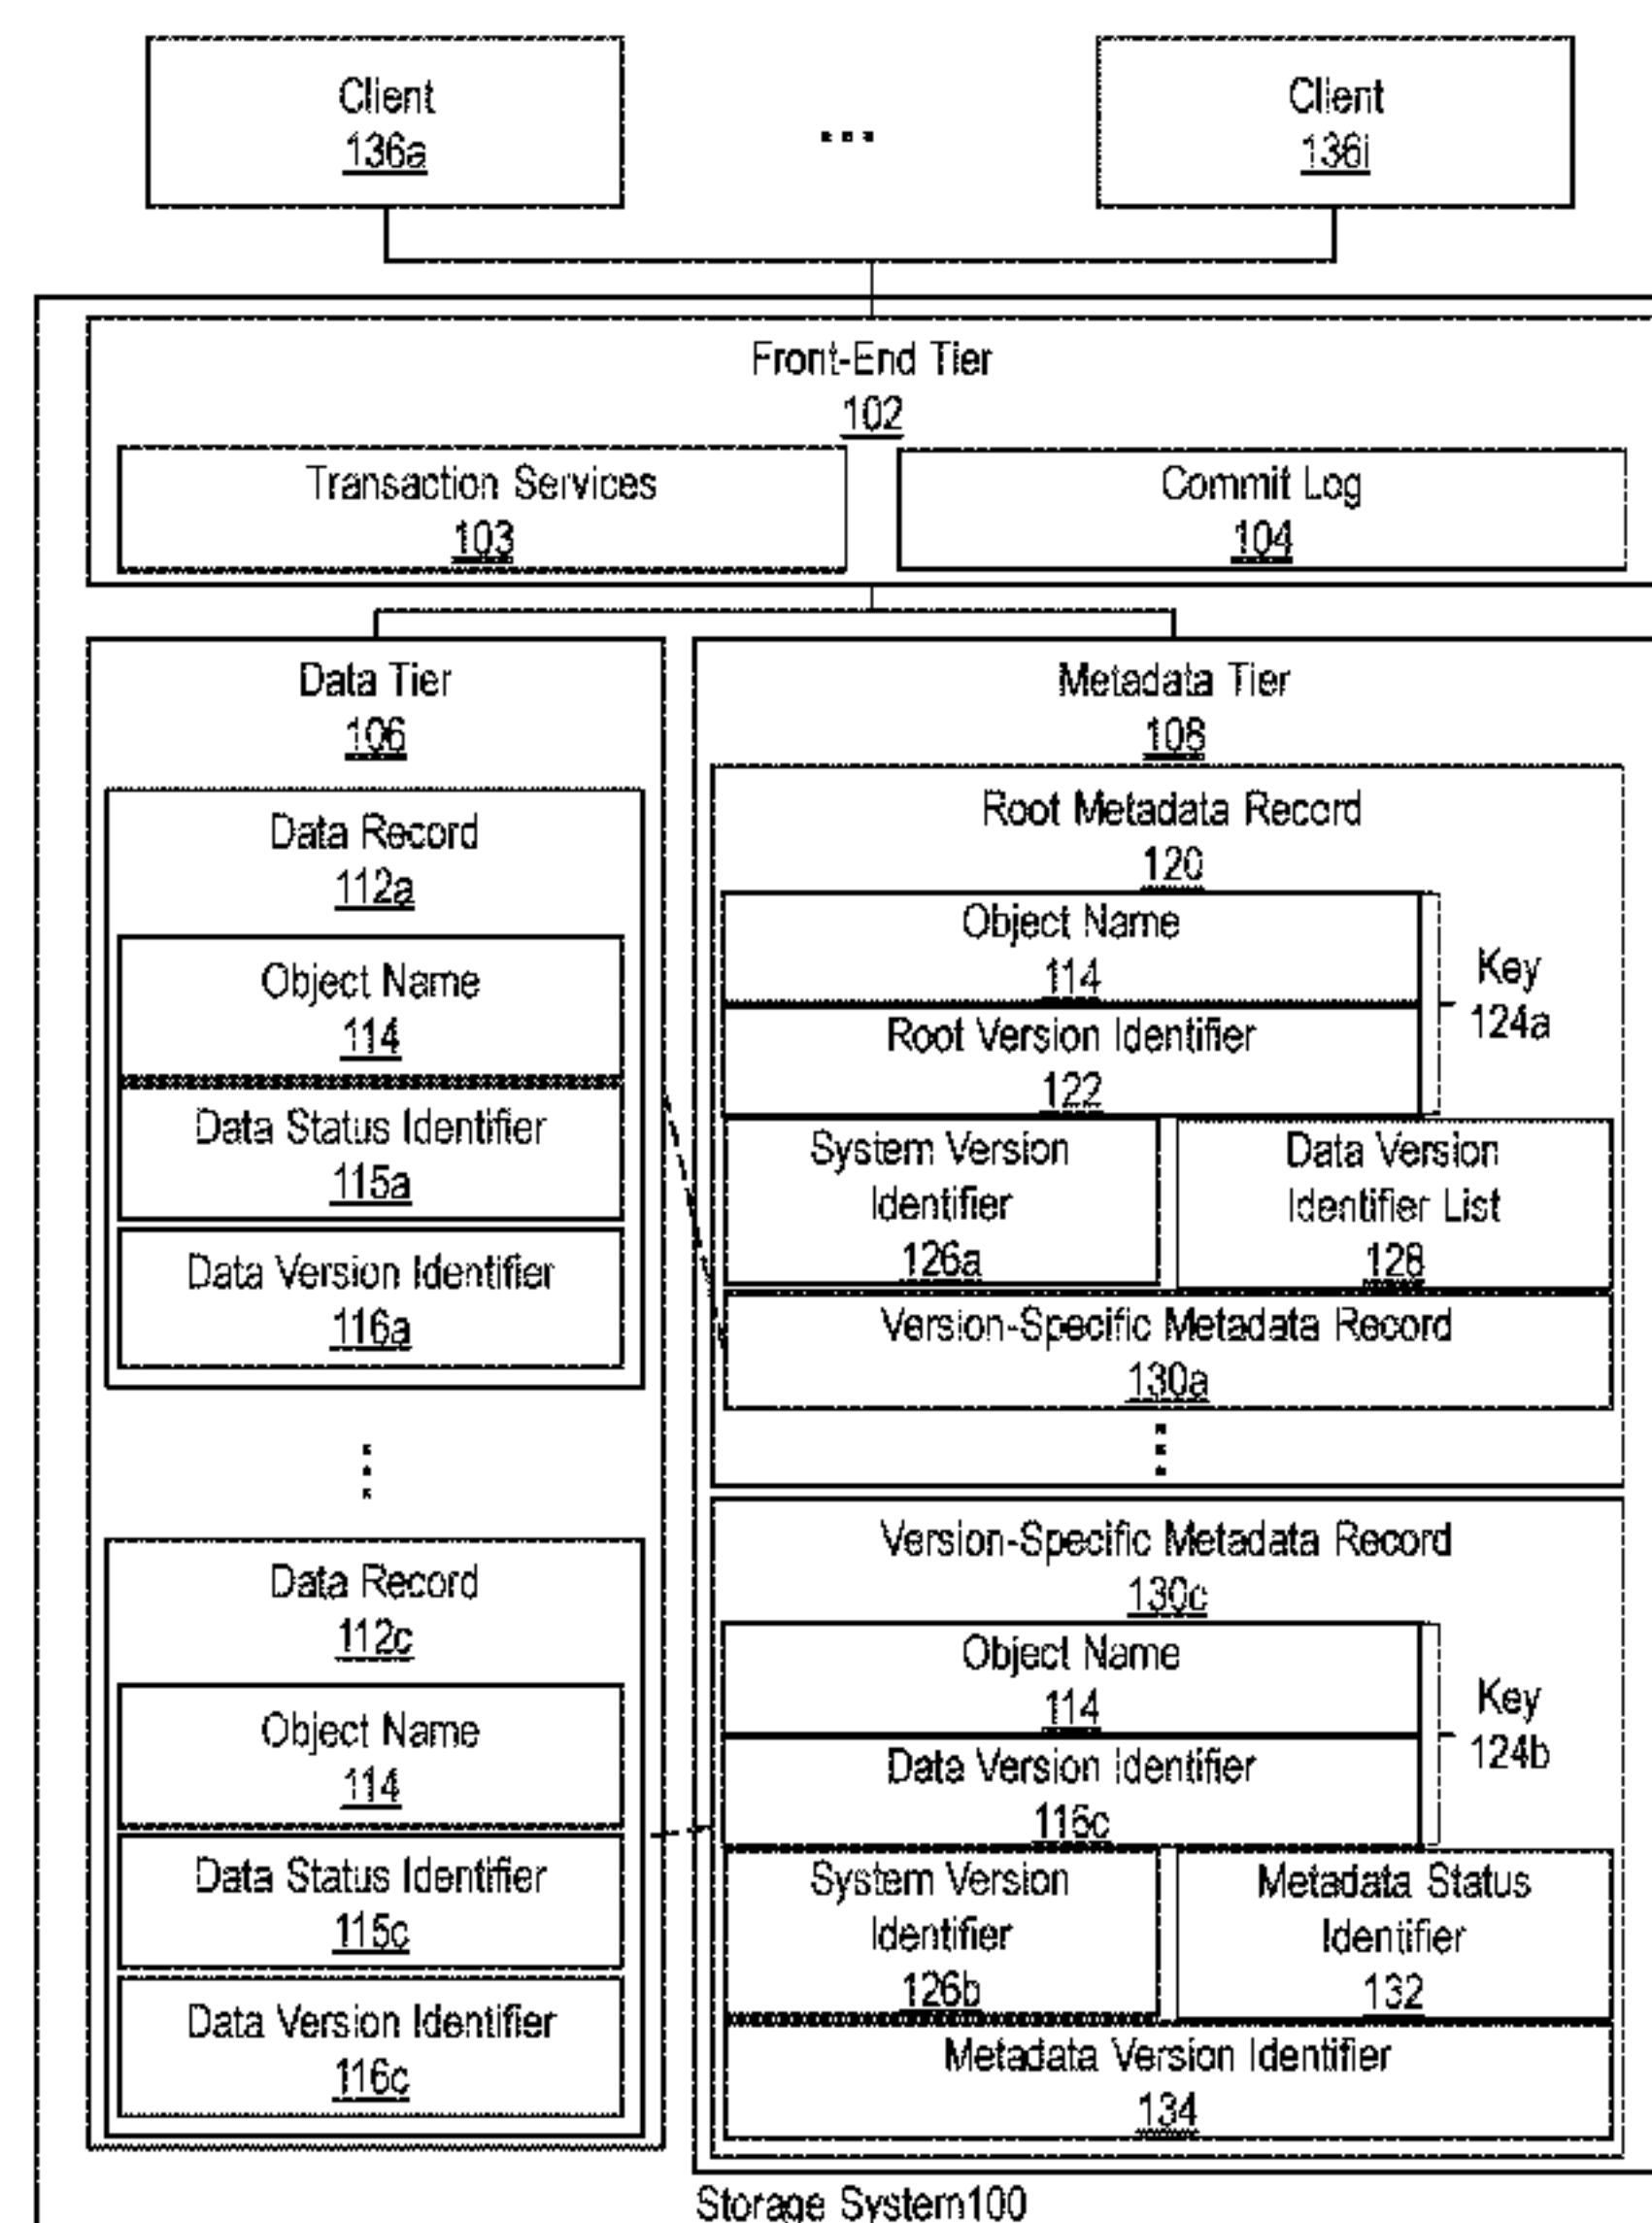 Client
136a
...
Client
136i
Front-End Tier
102
Transaction Services
103
Commit Log
104
Data Tier
106
Data Record
112a
Object Name
114
Data Status Identifier
115a
Data Version Identifier
116a
Data Record
112c
Object Name
114
Data Status Identifier
115c
Data Version Identifier
116c
Metadata Tier
108
Root Metadata Record
120
Object Name
114
Root Version Identifier
122
Key
124a
System Version
Identifier
126a
Data Version
Identifier List
128
Version-Specific Metadata Record
130a
Version-Specific Metadata Record
130c
Object Name
114
Data Version Identifier
116c
Key
124b
System Version
Identifier
126b
Metadata Status
Identifier
132
Metadata Version Identifier
134
Storage System100